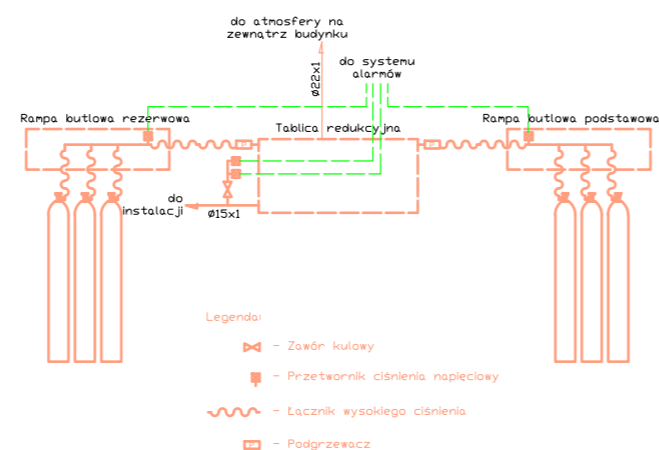 do atmosfery na
zewnątrz budynku
Ø22x1
do systemu
alarmów
Rampa butlowa rezerwowa
Tablica redukcyjna
Rampa butlowa podstawowa
do
instalacji
Ø15x1
Legenda:
- Zawór kulowy
- Przetwornik ciśnienia napięciowy
- Łącznik wysokiego ciśnienia
- Podgrzewacz